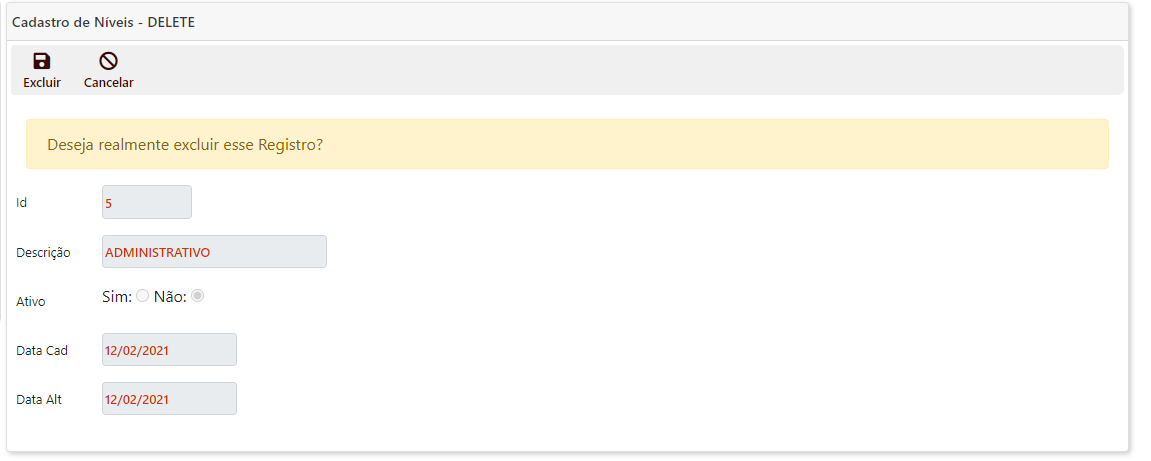 Cadastro de Níveis - DELETE
Excluir Cancelar
Deseja realmente excluir esse Registro?
Id 5
Descrição ADMINISTRATIVO
Ativo Sim: Não:
Data Cad 12/02/2021
Data Alt 12/02/2021